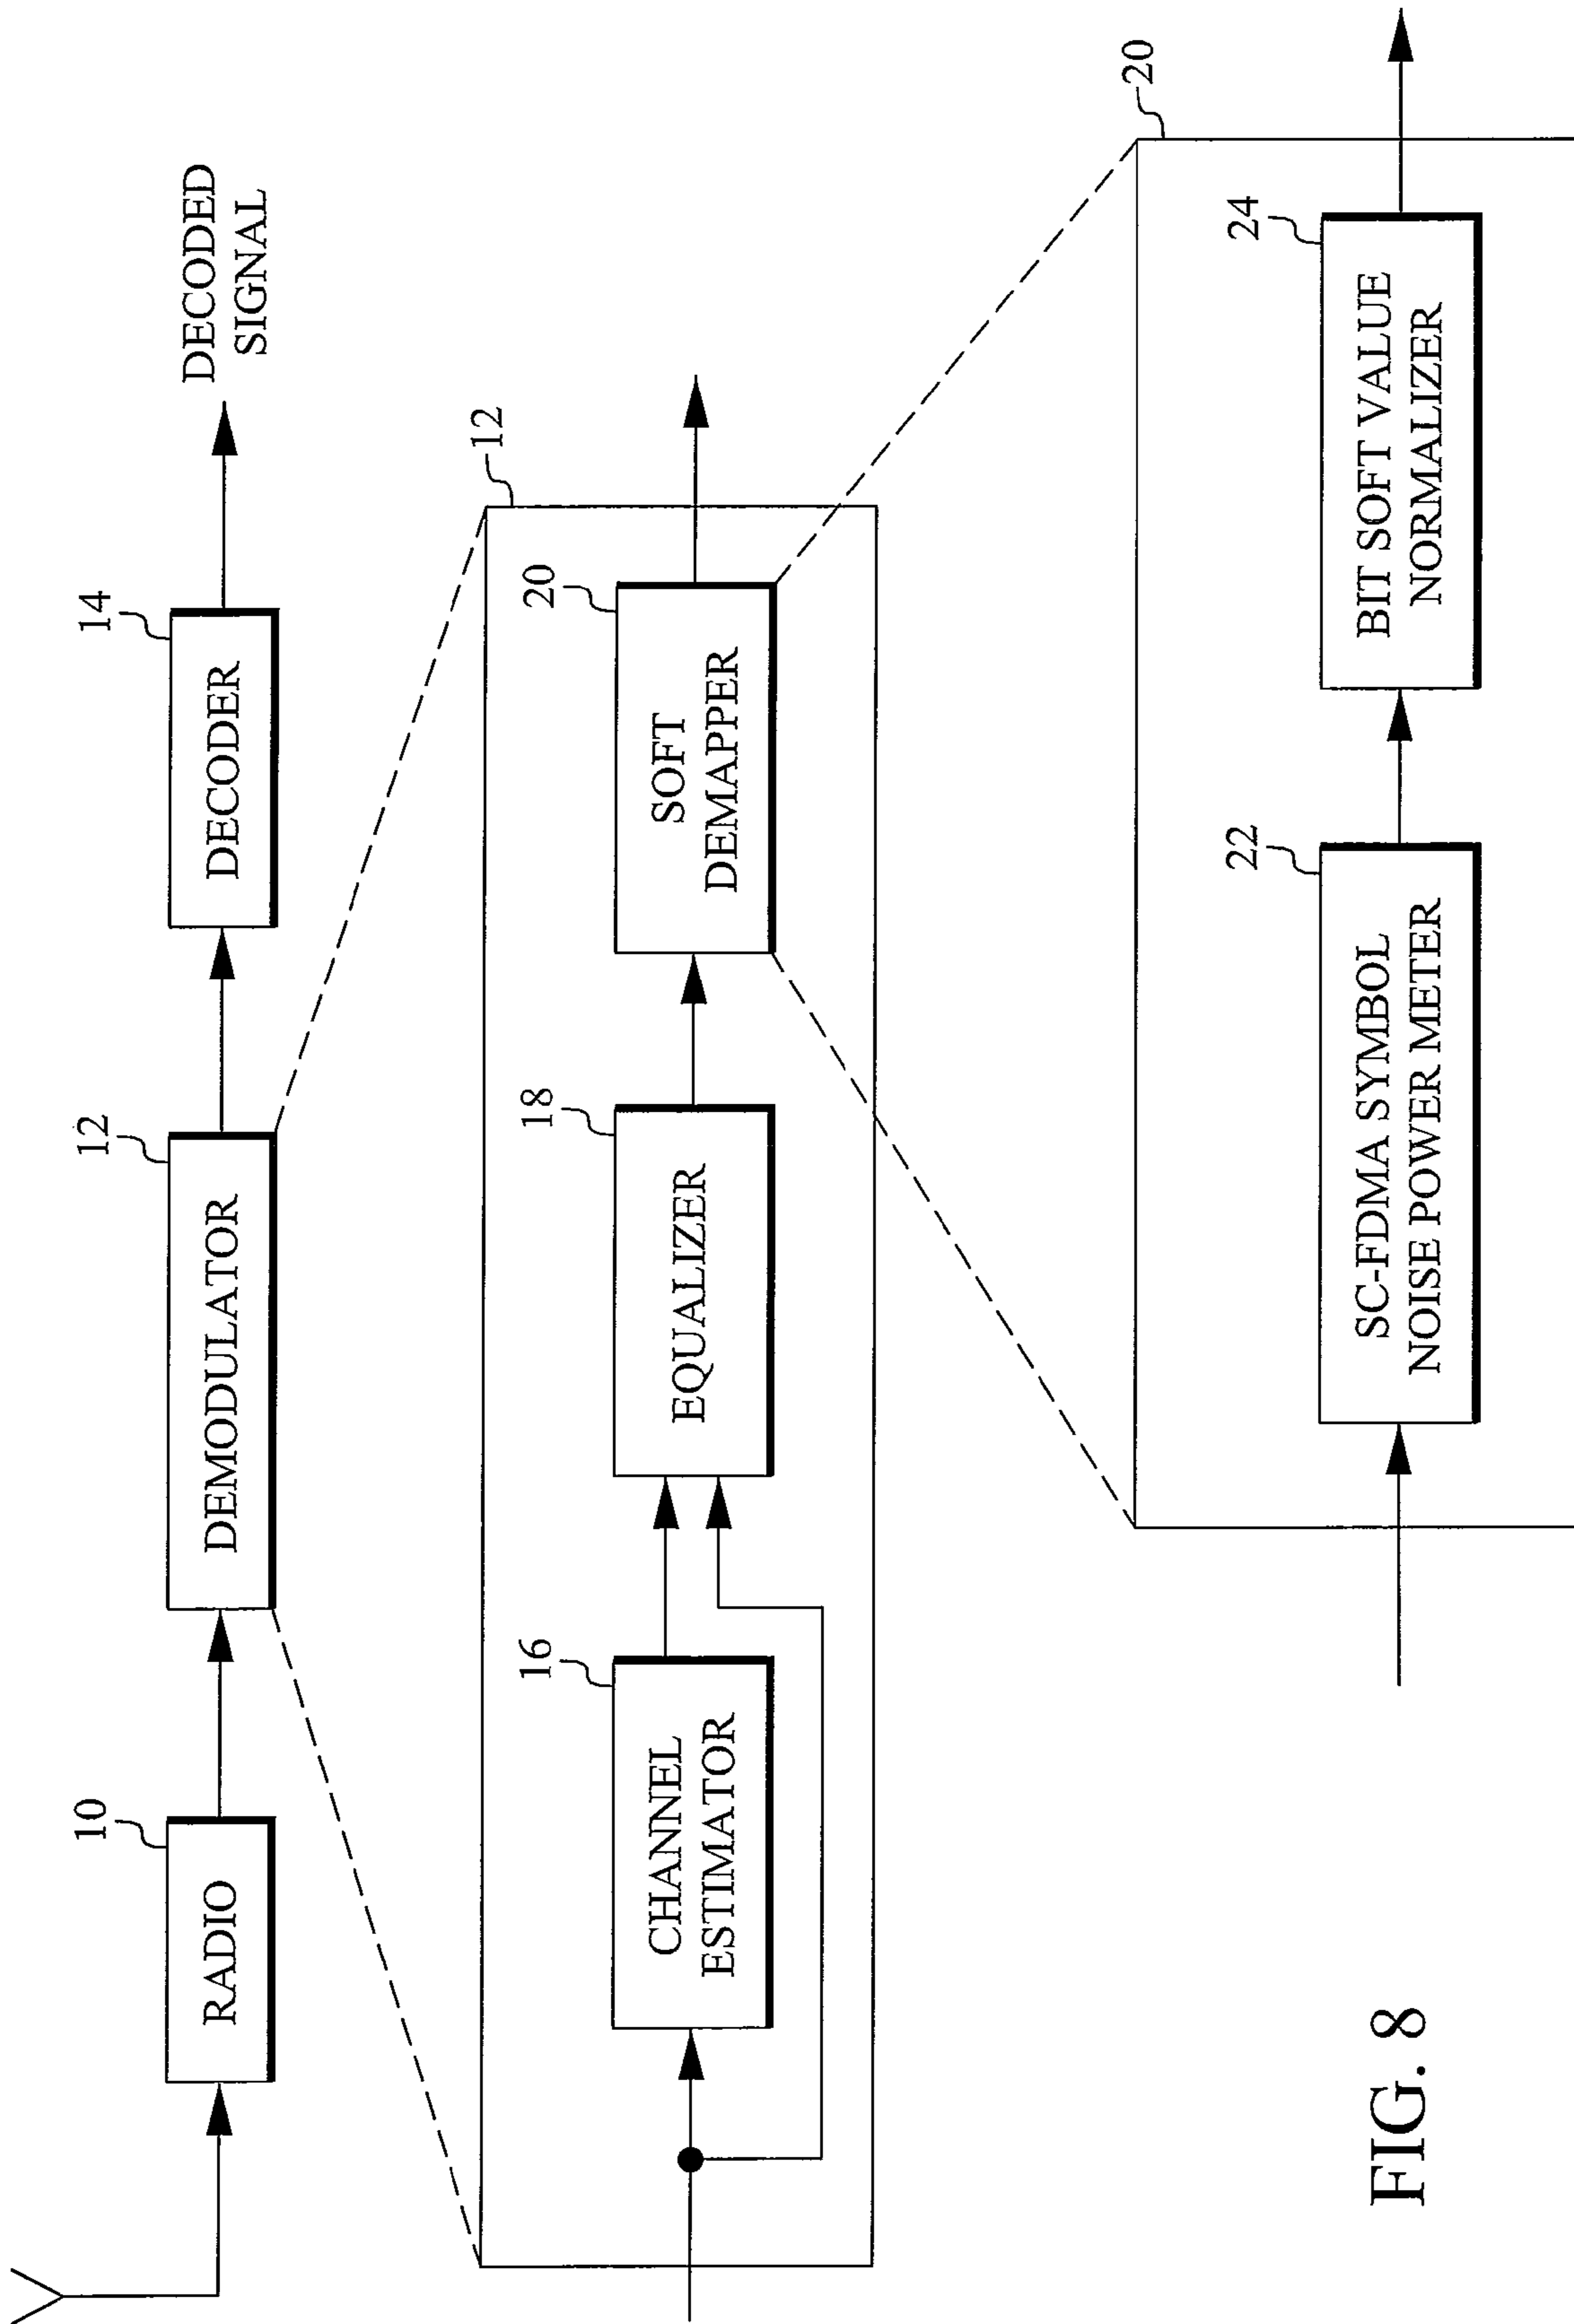 10
RADIO
12
DEMODULATOR
14
DECODER
DECODED
SIGNAL
12
16
CHANNEL
ESTIMATOR
18
EQUALIZER
20
SOFT
DEMAPPER
20
22
SC-FDMA SYMBOL
NOISE POWER METER
24
BIT SOFT VALUE
NORMALIZER
FIG. 8